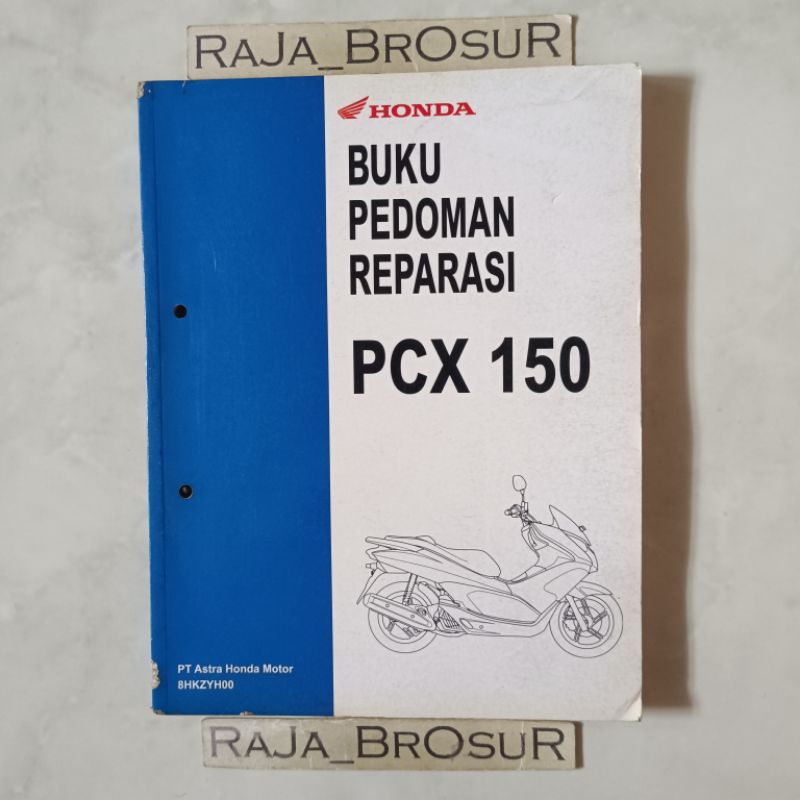 RAJA_BROSUR
HONDA
BUKU
PEDOMAN
REPARASI
PCX 150
PT Astra Honda Motor
8HKZYH00
RAJA_BROSUR